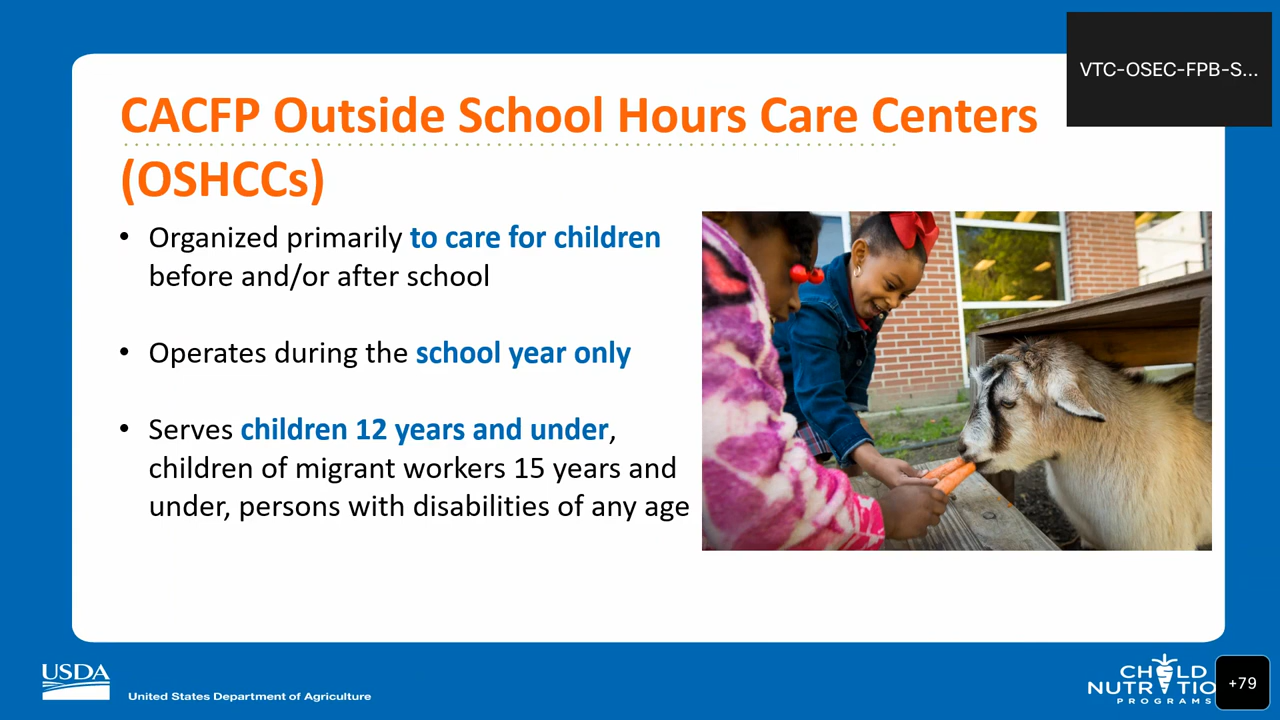 VTC-OSEC-FPB-S...
CACFP Outside School Hours Care Centers
(OSHCCs)
• Organized primarily to care for children
before and/or after school
• Operates during the school year only
• Serves children 12 years and under,
children of migrant workers 15 years and
under, persons with disabilities of any age
USDA
United States Department of Agriculture
CHILD
NUTRITIO
PROGRAMS
+79